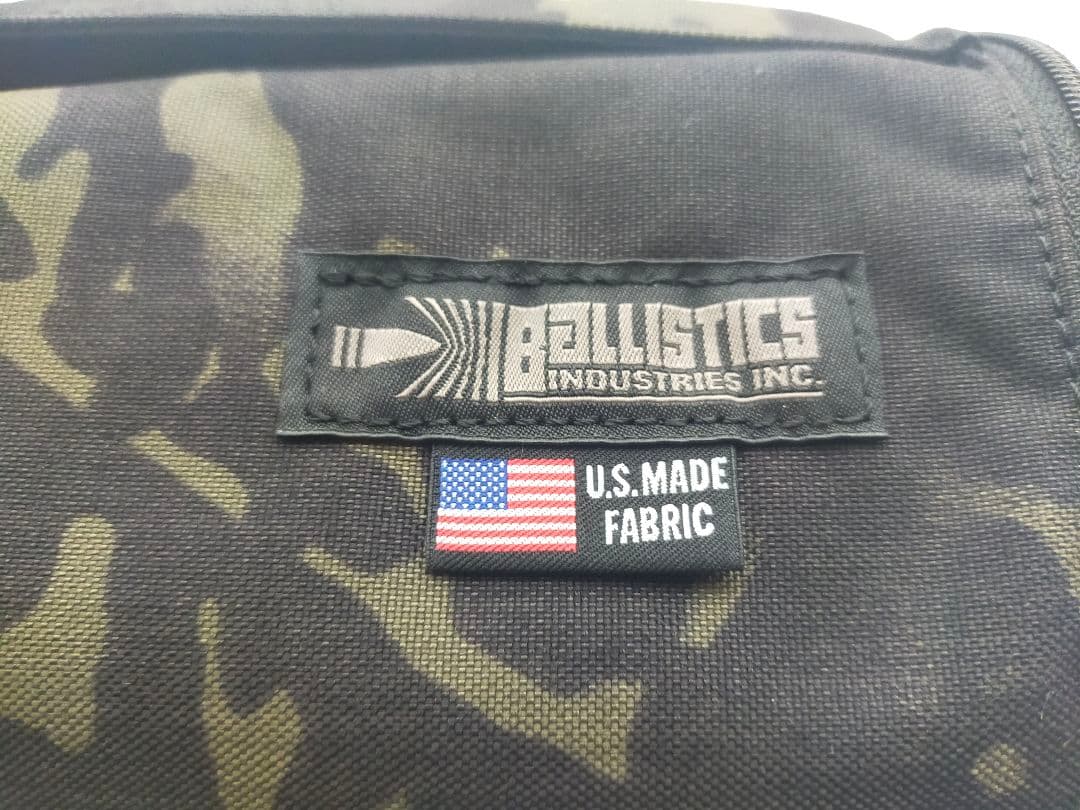 BALLISTICS
INDUSTRIES INC.
U.S. MADE
FABRIC